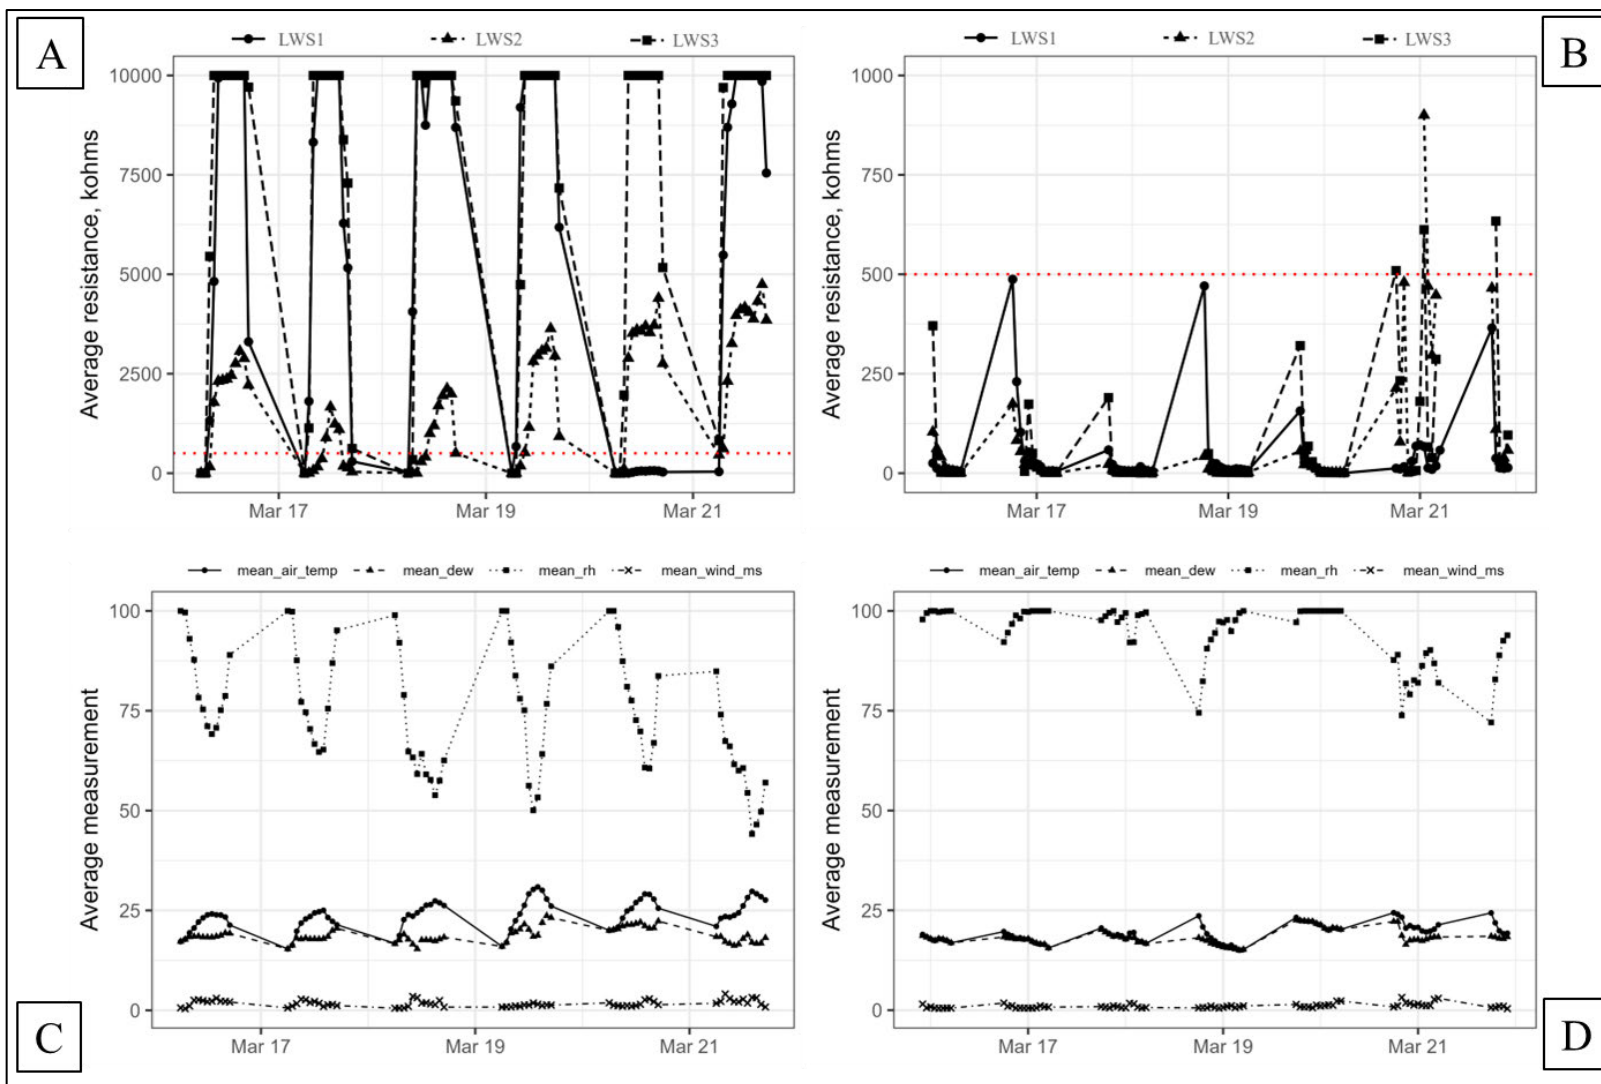 A
LWS1 LWS2 LWS3
Average resistance, kohms
10000
7500
5000
2500
0
Mar 17 Mar 19 Mar 21
B
LWS1 LWS2 LWS3
Average resistance, kohms
1000
750
500
250
0
Mar 17 Mar 19 Mar 21
C
mean_air_temp mean_dew mean_rh mean_wind_ms
Average measurement
100
75
50
25
0
Mar 17 Mar 19 Mar 21
D
mean_air_temp mean_dew mean_rh mean_wind_ms
Average measurement
100
75
50
25
0
Mar 17 Mar 19 Mar 21